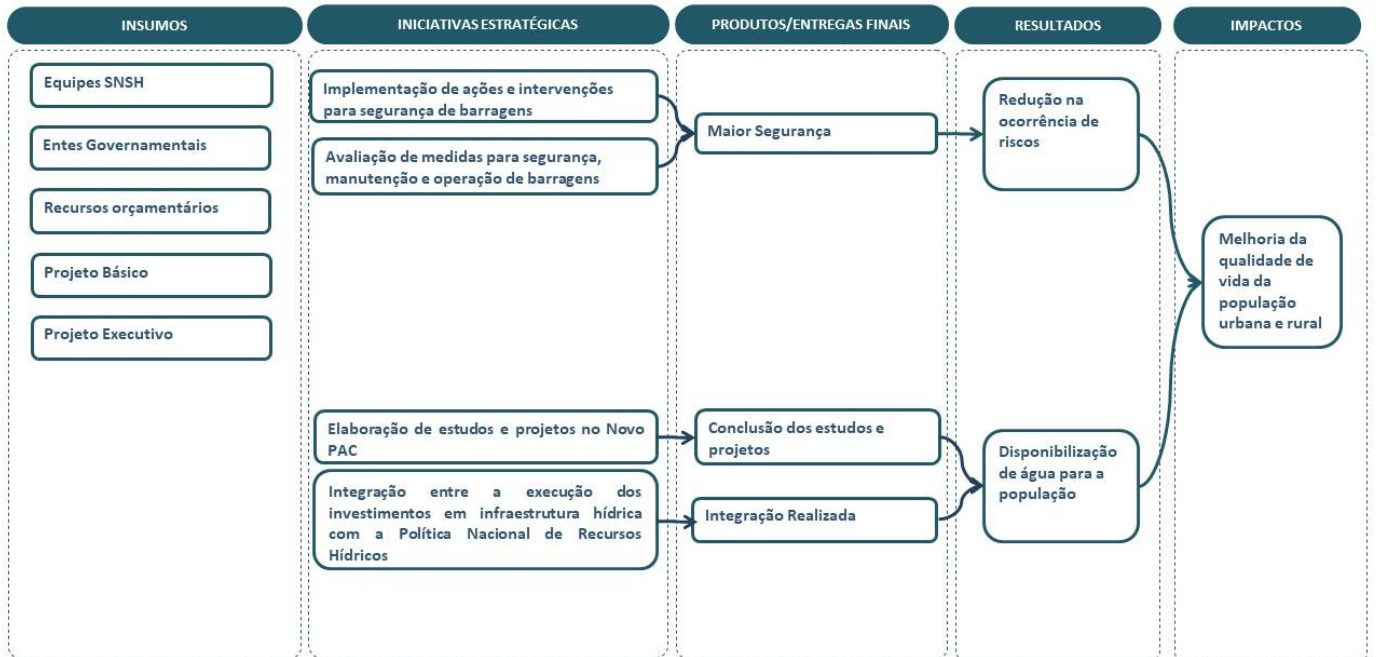 INSUMOS
INICIATIVAS ESTRATÉGICAS
PRODUTOS/ENTREGAS FINAIS
RESULTADOS
IMPACTOS
Equipes SNSH
Entes Governamentais
Recursos orçamentários
Projeto Básico
Projeto Executivo
Implementação de ações e intervenções
para segurança de barragens
Avaliação de medidas para segurança,
manutenção e operação de barragens
Elaboração de estudos e projetos no Novo
PAC
Integração entre a execução dos
investimentos em infraestrutura hídrica
com a Política Nacional de Recursos
Hídricos
Maior Segurança
Conclusão dos estudos e
projetos
Integração Realizada
Redução na
ocorrência de
riscos
Disponibilização
de água para a
população
Melhoria da
qualidade de
vida da
população
urbana e rural